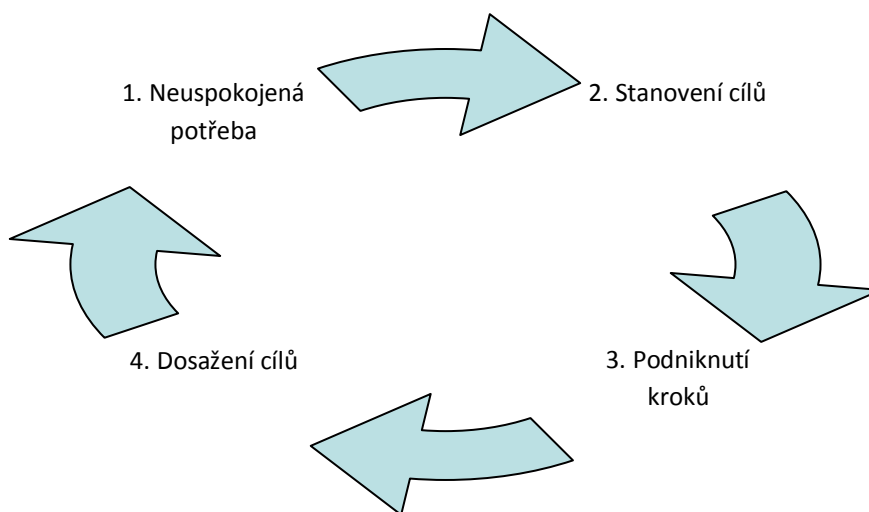 1. Neuspokojená
potřeba
2. Stanovení cílů
3. Podniknutí
kroků
4. Dosažení cílů